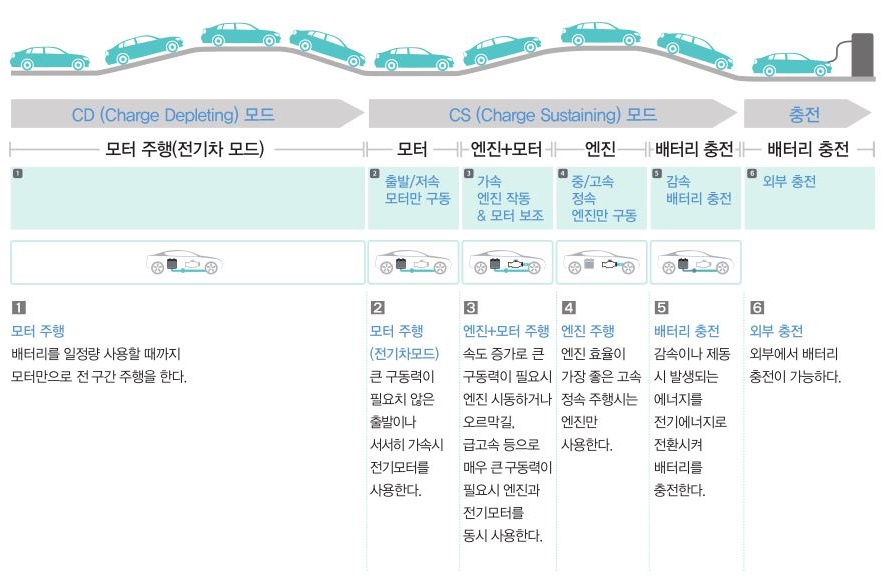 CD (Charge Depleting) 모드
CS (Charge Sustaining) 모드
충전
모터 주행(전기차 모드)
모터
엔진+모터
엔진
배터리 충전
배터리 충전
1
2 출발/저속
모터만 구동
3 가속
엔진 작동
& 모터 보조
4 중/고속
정속
엔진만 구동
5 감속
배터리 충전
6 외부 충전
1
모터 주행
배터리를 일정량 사용할 때까지
모터만으로 전 구간 주행을 한다.
2
모터 주행
(전기차모드)
큰 구동력이
필요치 않은
출발이나
서서히 가속시
전기모터를
사용한다.
3
엔진+모터 주행
속도 증가로 큰
구동력이 필요시
엔진 시동하거나
오르막길,
급고속 등으로
매우 큰 구동력이
필요시 엔진과
전기모터를
동시 사용한다.
4
엔진 주행
엔진 효율이
가장 좋은 고속
정속 주행시는
엔진만
사용한다.
5
배터리 충전
감속이나 제동
시 발생되는
에너지를
전기에너지로
전환시켜
배터리를
충전한다.
6
외부 충전
외부에서 배터리
충전이 가능하다.